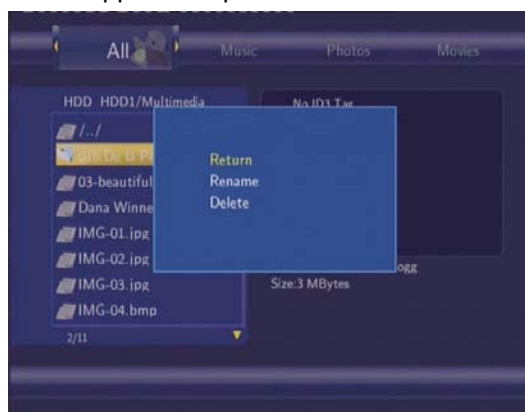 All Music Photos Movies
HDD HDD1/Multimedia
No ID3 Tag
/../
03-beautiful
Dana Winne
IMG-01.jpg
IMG-02.jpg
IMG-03.jpg
IMG-04.bmp
2/11
Return
Rename
Delete
ogg
Size:3 MBytes